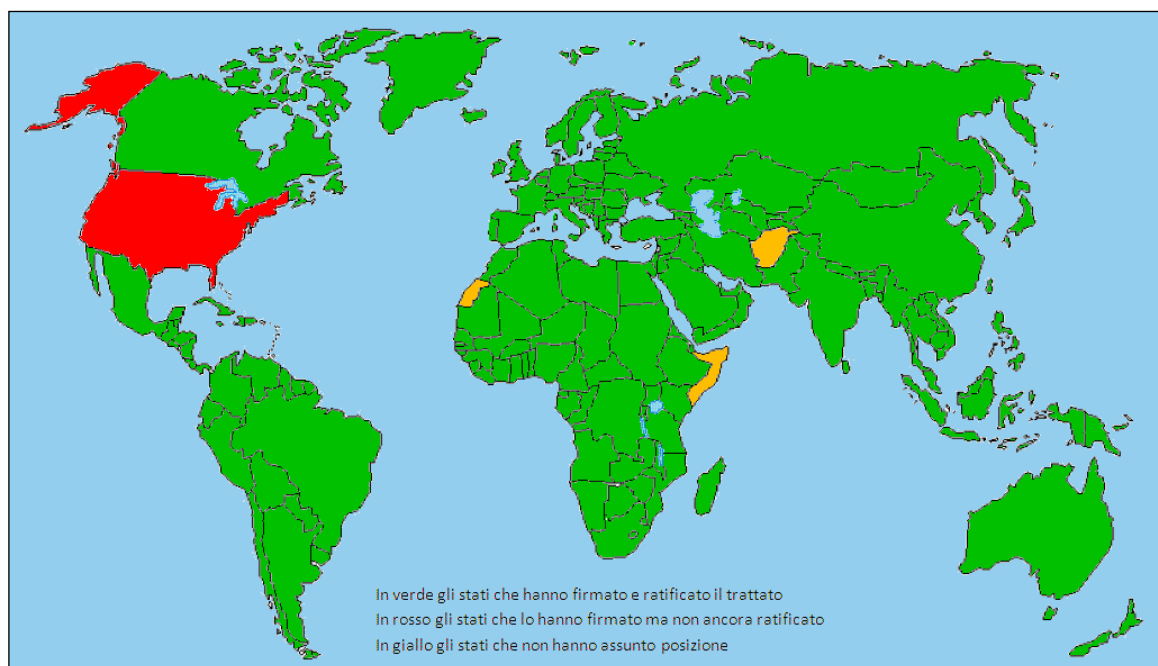 In verde gli stati che hanno firmato e ratificato il trattato
In rosso gli stati che lo hanno firmato ma non ancora ratificato
In giallo gli stati che non hanno assunto posizione